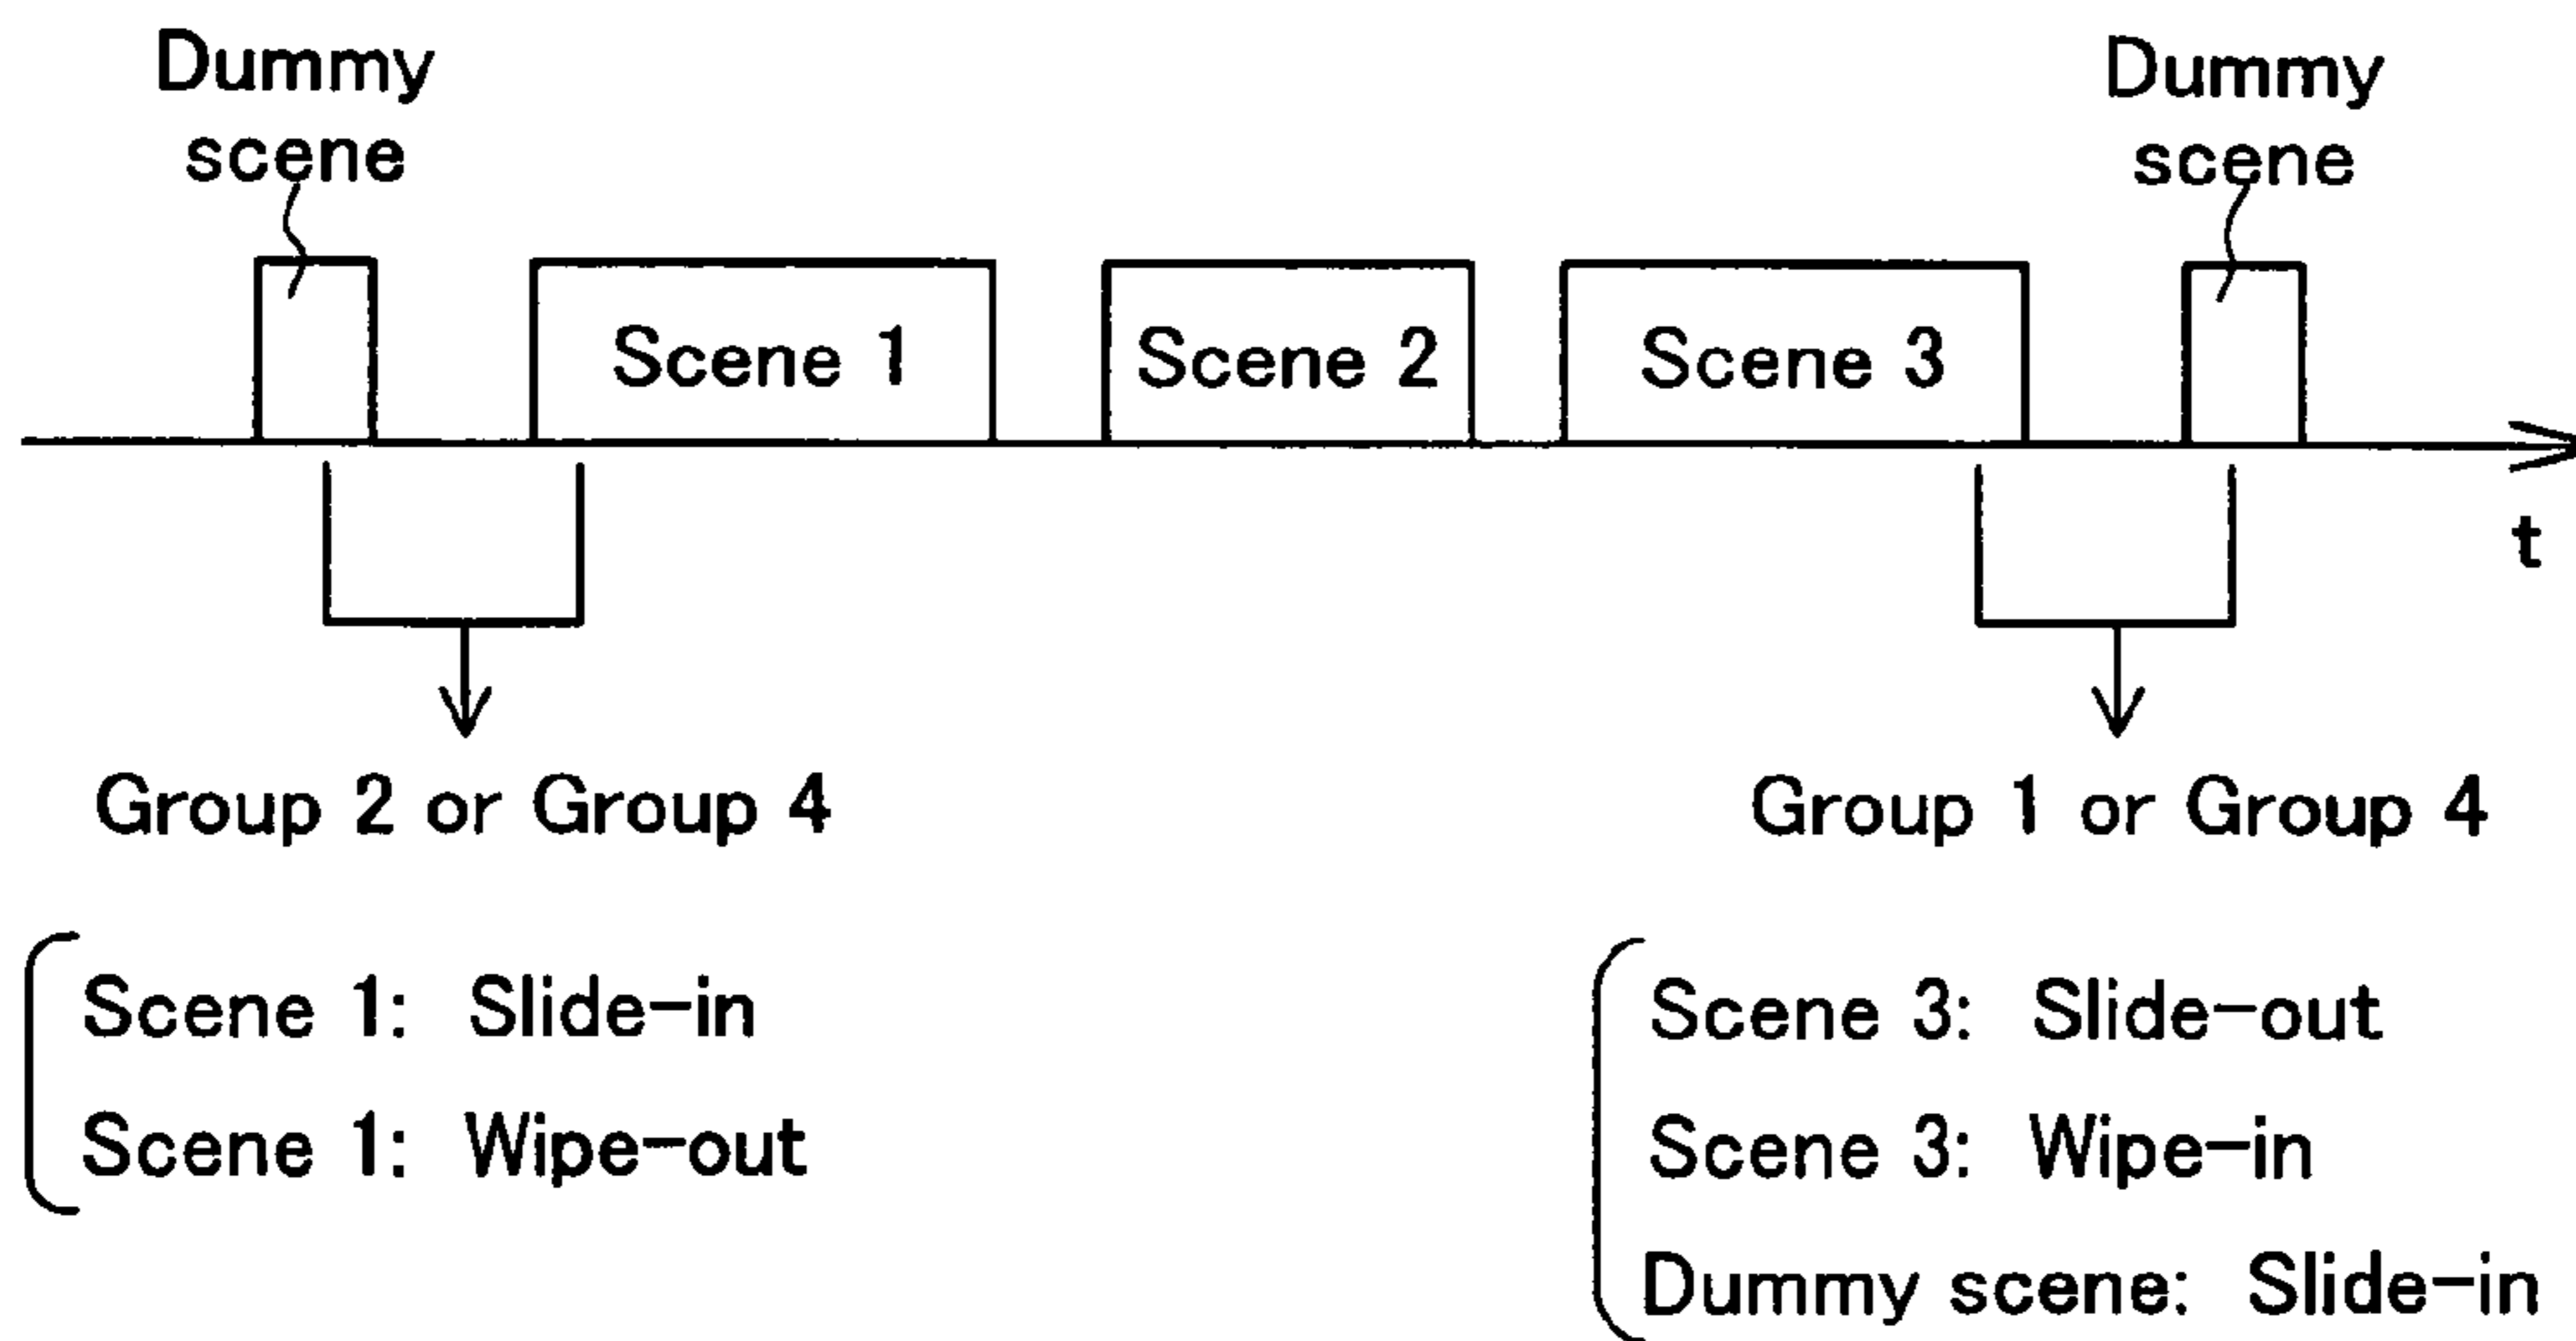 Dummy
scene
Dummy
scene
Scene 1
Scene 2
Scene 3
t
Group 2 or Group 4
Group 1 or Group 4
Scene 1: Slide-in
Scene 1: Wipe-out
Scene 3: Slide-out
Scene 3: Wipe-in
Dummy scene: Slide-in